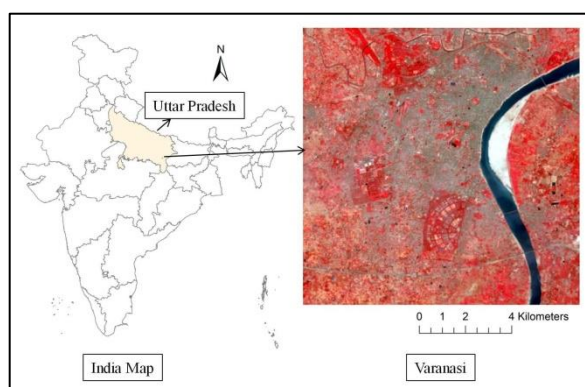 N
Uttar Pradesh
0 1 2 4 Kilometers
India Map
Varanasi